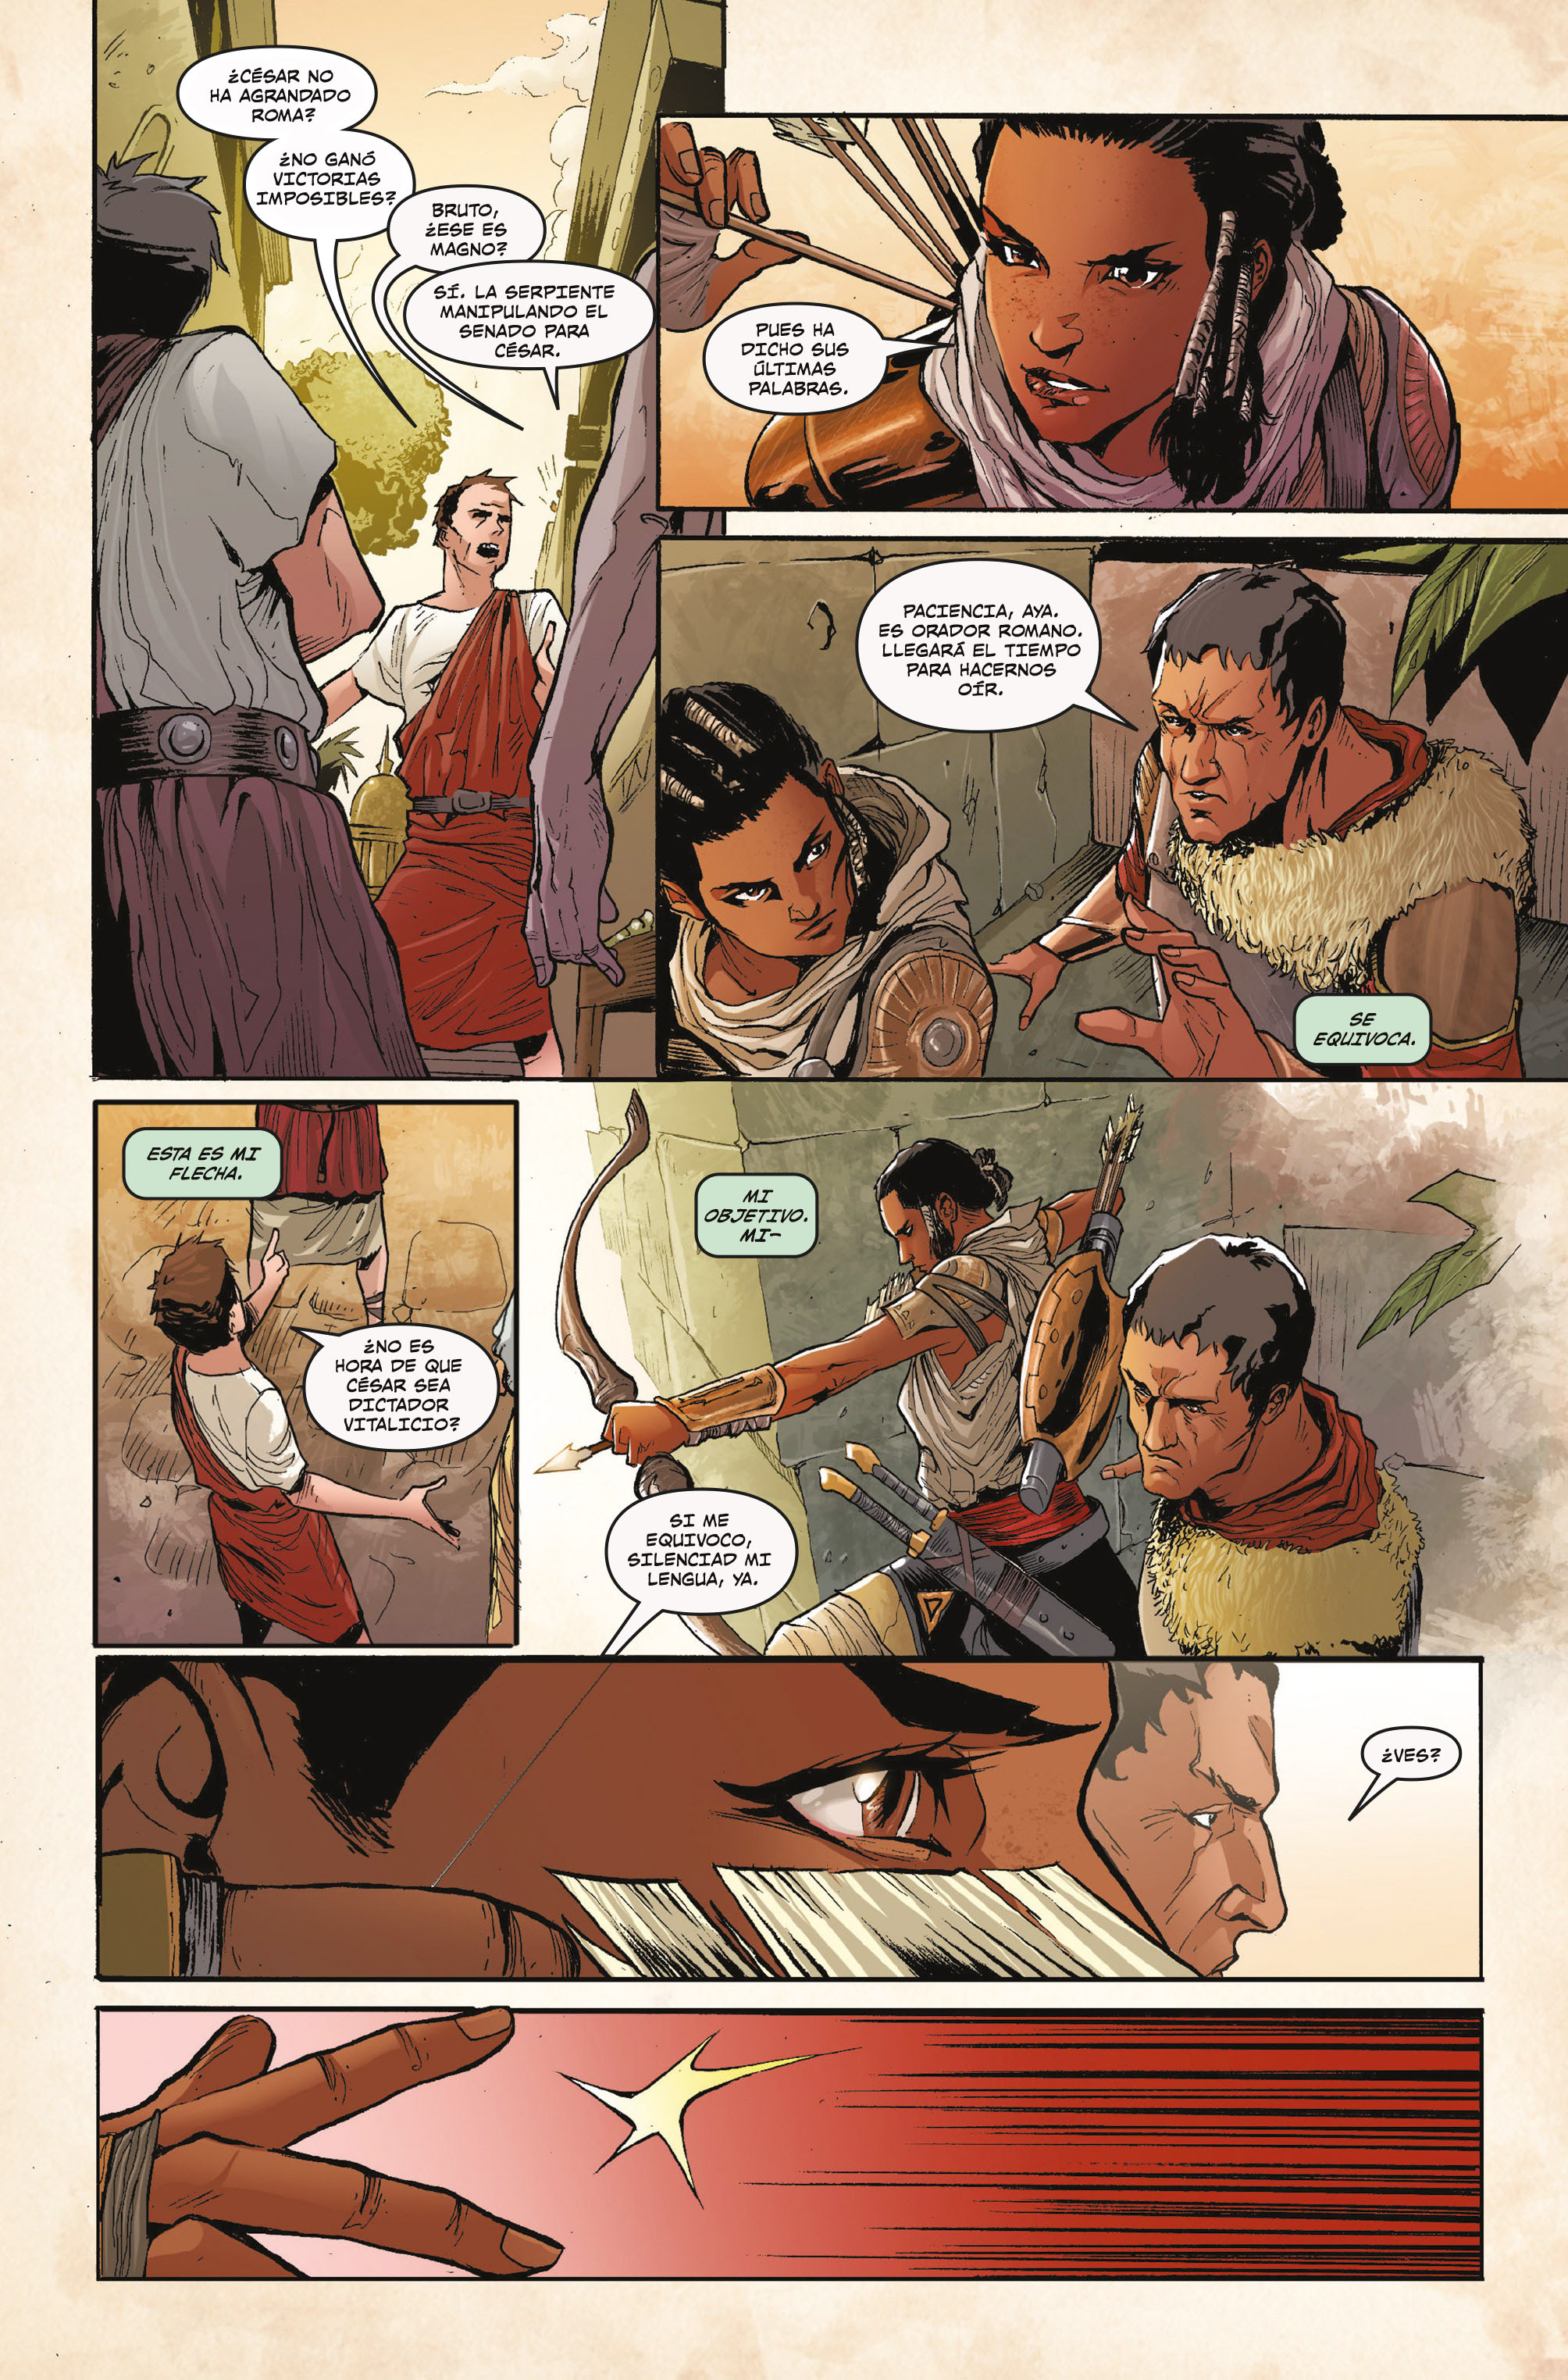 ¿CÉSAR NO
HA AGRANDADO
ROMA?
¿NO GANÓ
VICTORIAS
IMPOSIBLES?
BRUTO,
¿ESE ES
MAGNO?
SÍ. LA SERPIENTE
MANIPULANDO EL
SENADO PARA
CÉSAR.
PUES HA
DICHO SUS
ÚLTIMAS
PALABRAS.
PACIENCIA, AYA.
ES ORADOR ROMANO.
LLEGARÁ EL TIEMPO
PARA HACERNOS
OÍR.
SE
EQUIVOCA.
ESTA ES MI
FLECHA.
¿NO ES
HORA DE QUE
CÉSAR SEA
DICTADOR
VITALICIO?
MI
OBJETIVO.
MI-
SI ME
EQUIVOCO,
SILENCIAD MI
LENGUA, YA.
¿VES?